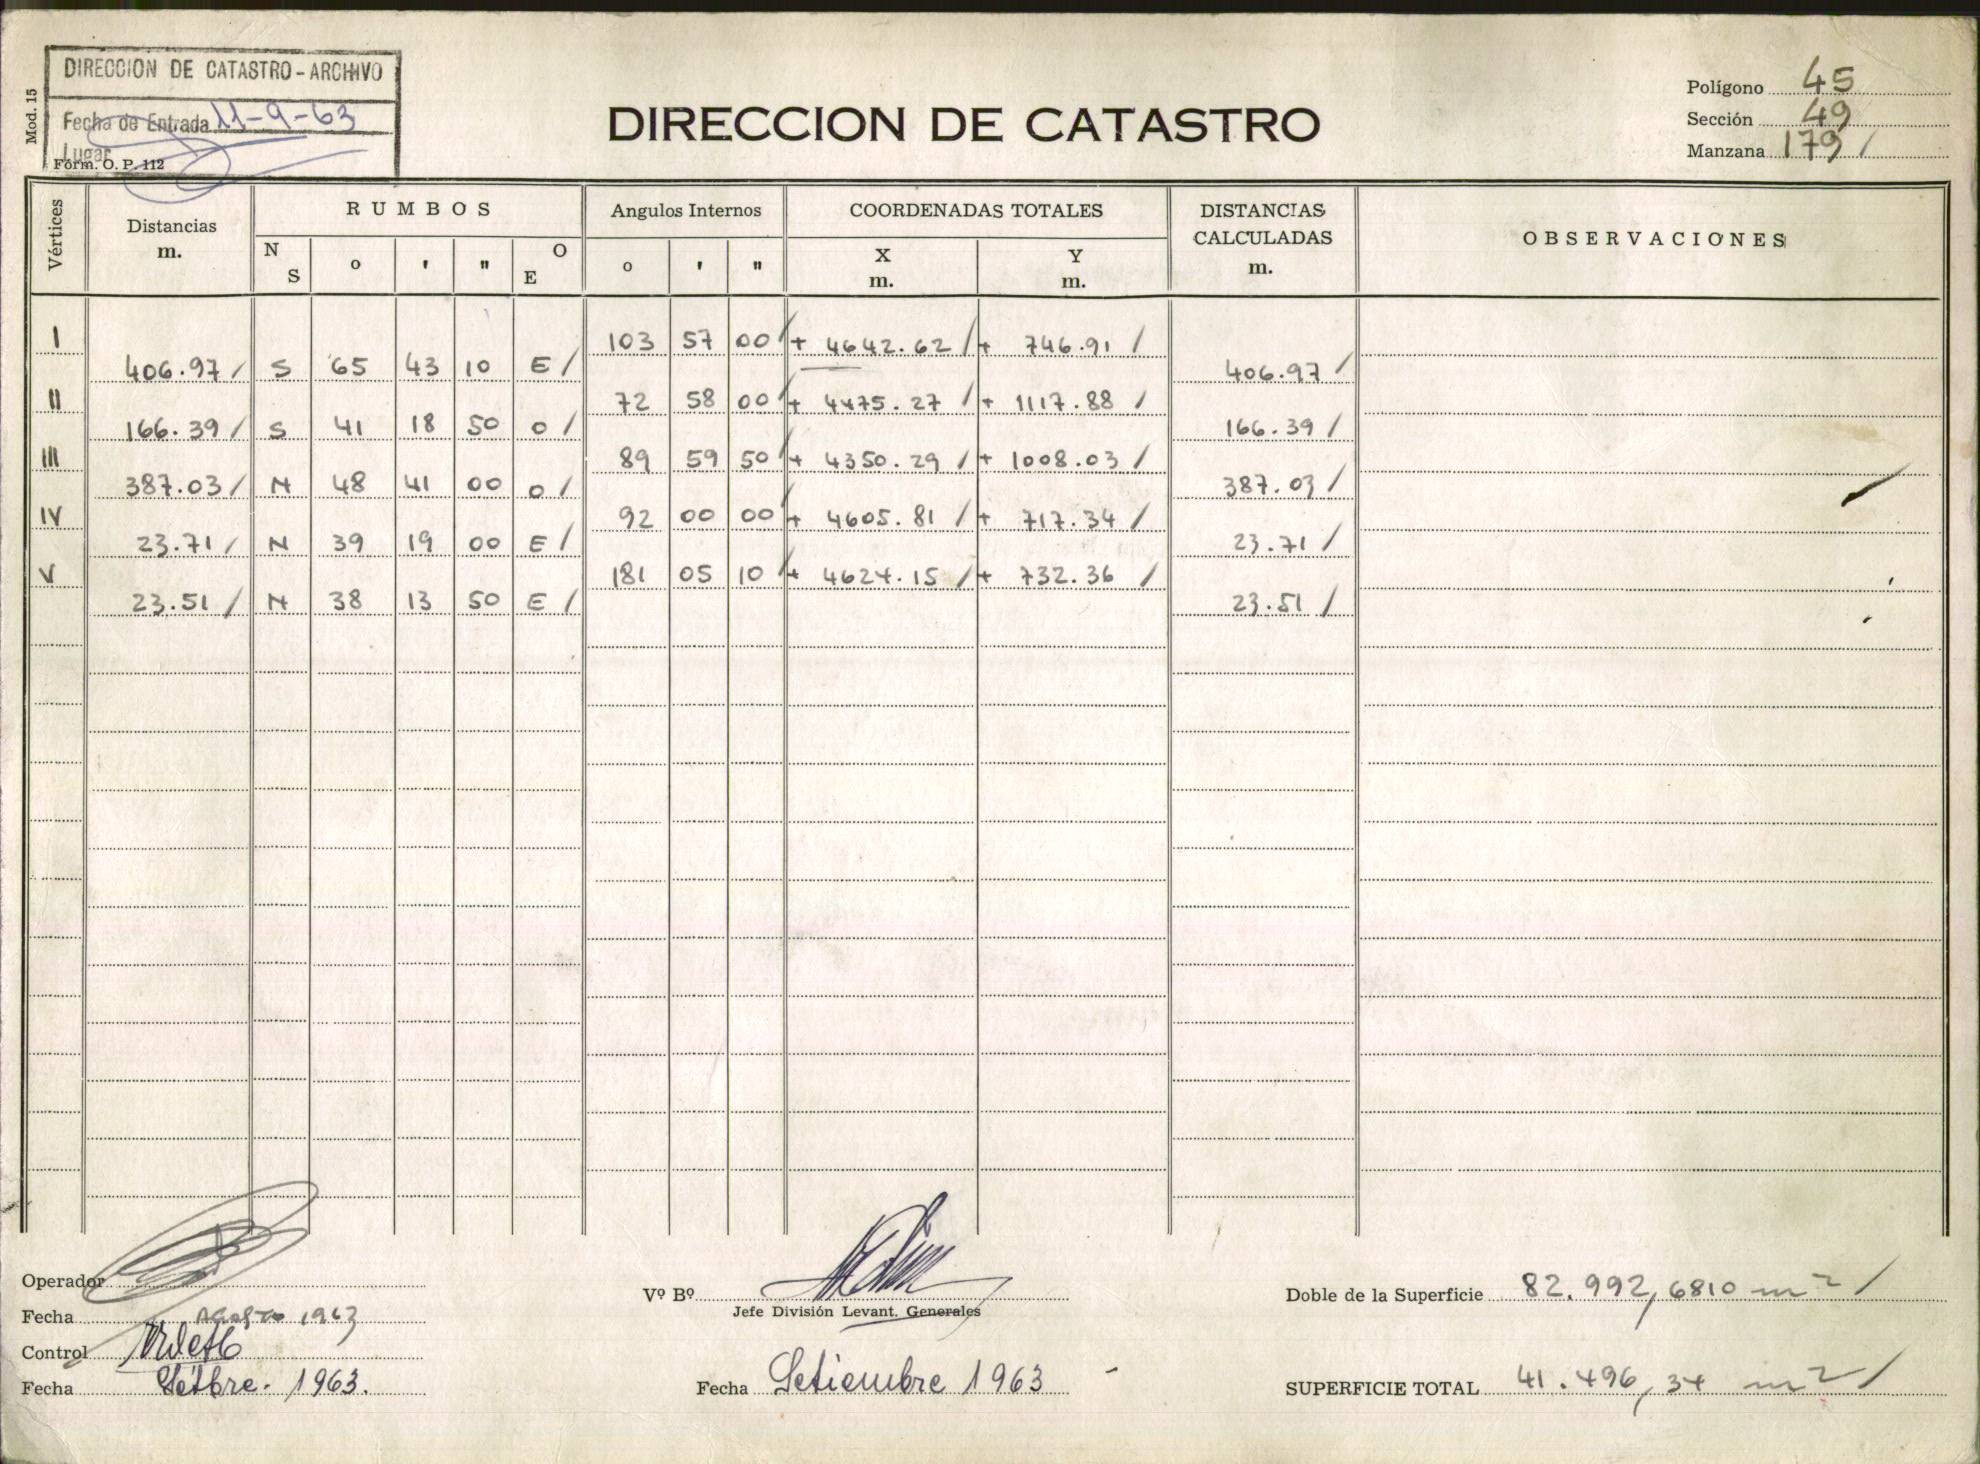 DIRECCION DE CATASTRO - ARCHIVO
Fecha de Entrada 11-9-63
Lugar
Mod. 15
Fórm. O. P. 112
DIRECCION DE CATASTRO
Polígono 45
Sección 49
Manzana 179 /
Vértices
Distancias
m.
RUMBOS
N
S
o
'
"
O
E
Angulos Internos
o
'
"
COORDENADAS TOTALES
X
m.
Y
m.
DISTANCIAS
CALCULADAS
m.
OBSERVACIONES
I 103 57 00 / + 4642.62 / + 746.91 /
406.97 / S 65 43 10 E / 406.97 /
II 72 58 00 / + 4475.27 / + 1117.88 /
166.39 / S 41 18 50 O / 166.39 /
III 89 59 50 / + 4350.29 / + 1008.03 /
387.03 / N 48 41 00 O / 387.03 /
IV 92 00 00 / + 4605.81 / + 717.34 /
23.71 / N 39 19 00 E / 23.71 /
V 181 05 10 / + 4624.15 / + 732.36 /
23.51 / N 38 13 50 E / 23.51 /
Operador
Fecha AGOSTO 1963
Control
Fecha Setbre. 1963.
Vº Bº
Jefe División Levant. Generales
Fecha Setiembre 1963
Doble de la Superficie 82.992,6810 m2 /
SUPERFICIE TOTAL 41.496,34 m2 /